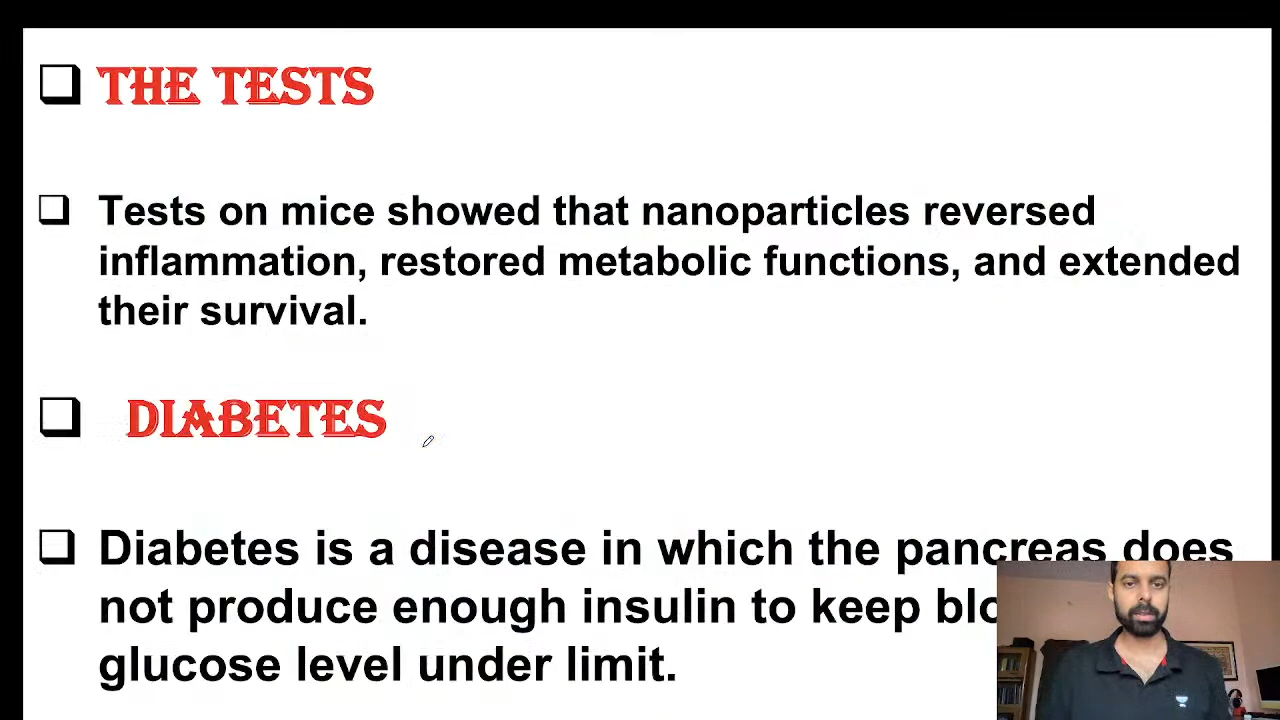 THE TESTS
Tests on mice showed that nanoparticles reversed
inflammation, restored metabolic functions, and extended
their survival.
DIABETES
Diabetes is a disease in which the pancreas does
not produce enough insulin to keep blo
glucose level under limit.